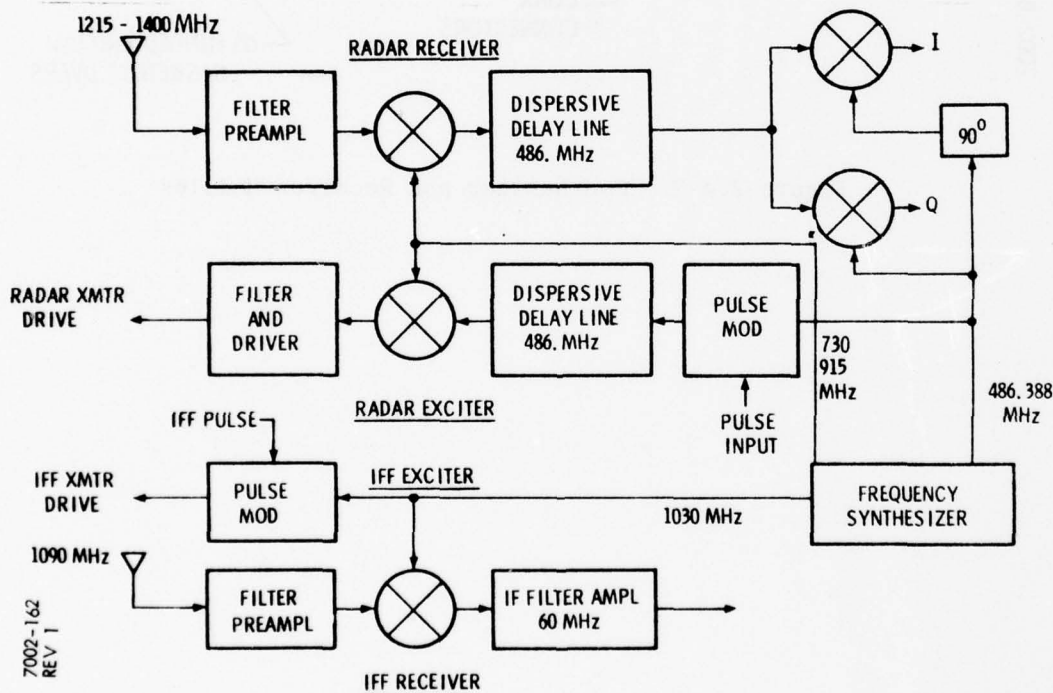 1215 - 1400 MHz
RADAR RECEIVER
FILTER
PREAMPL
DISPERSIVE
DELAY LINE
486. MHz
I
90⁰
Q
RADAR XMTR
DRIVE
FILTER
AND
DRIVER
DISPERSIVE
DELAY LINE
486. MHz
PULSE
MOD
730
915
MHz
486.388
MHz
RADAR EXCITER
PULSE
INPUT
IFF PULSE
IFF XMTR
DRIVE
PULSE
MOD
IFF EXCITER
1030 MHz
FREQUENCY
SYNTHESIZER
1090 MHz
FILTER
PREAMPL
IF FILTER AMPL
60 MHz
IFF RECEIVER
7002-162
REV 1